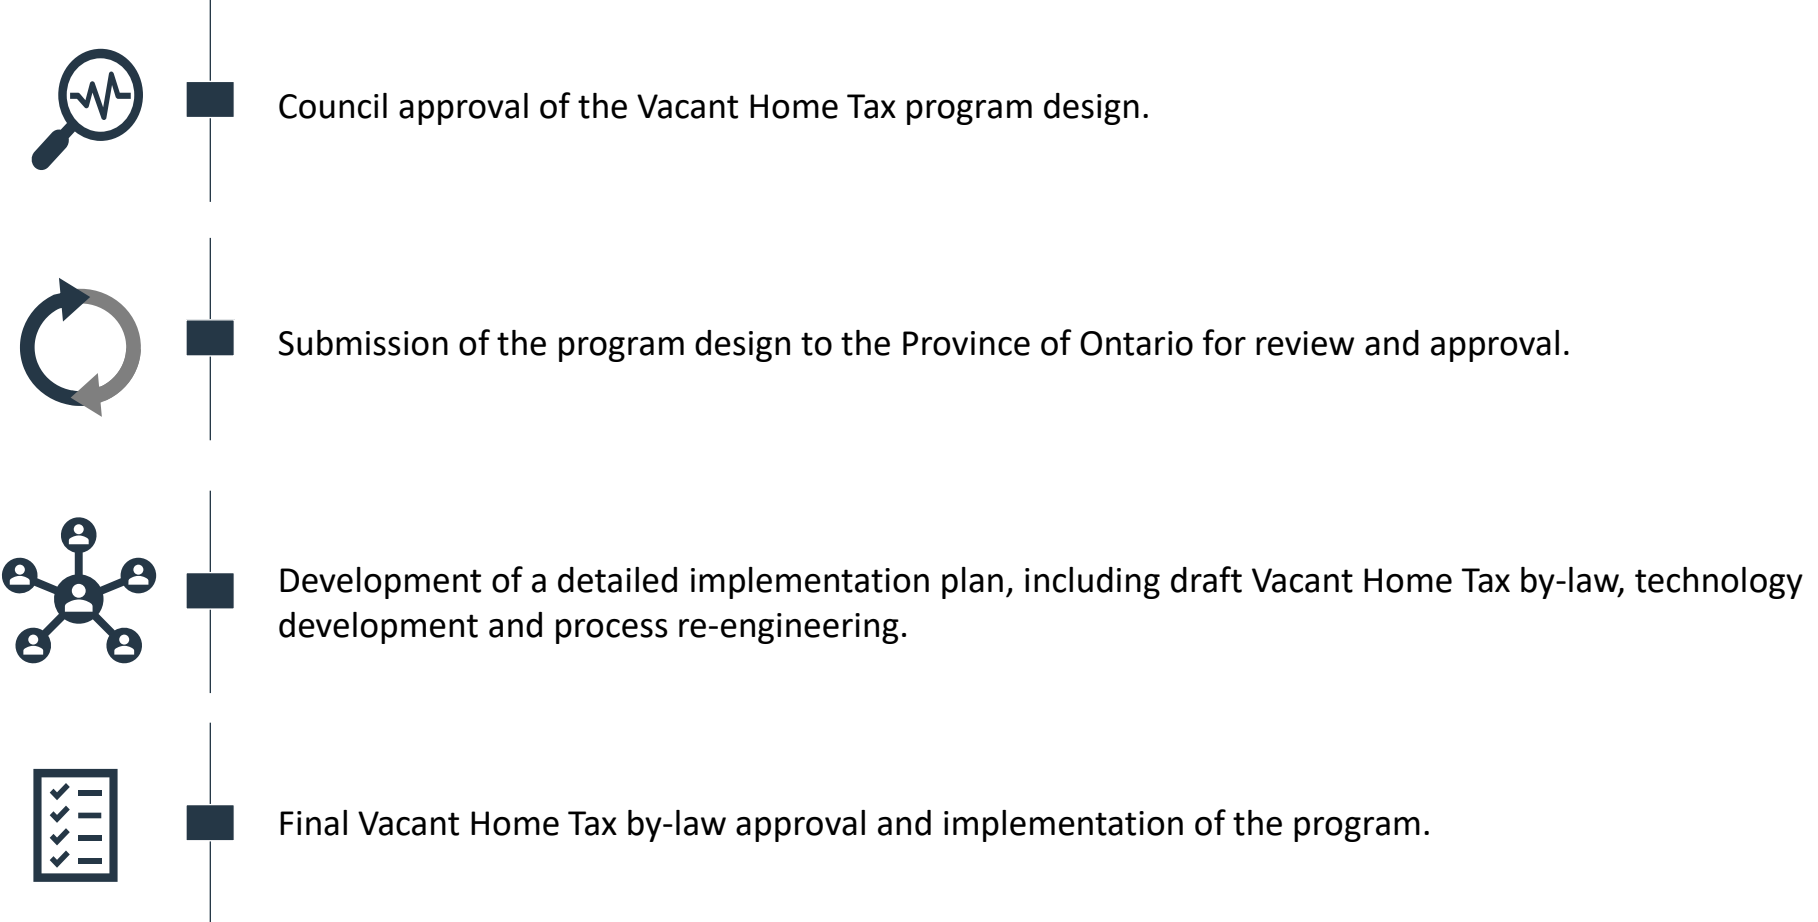 Council approval of the Vacant Home Tax program design.
Submission of the program design to the Province of Ontario for review and approval.
Development of a detailed implementation plan, including draft Vacant Home Tax by-law, technology
development and process re-engineering.
Final Vacant Home Tax by-law approval and implementation of the program.